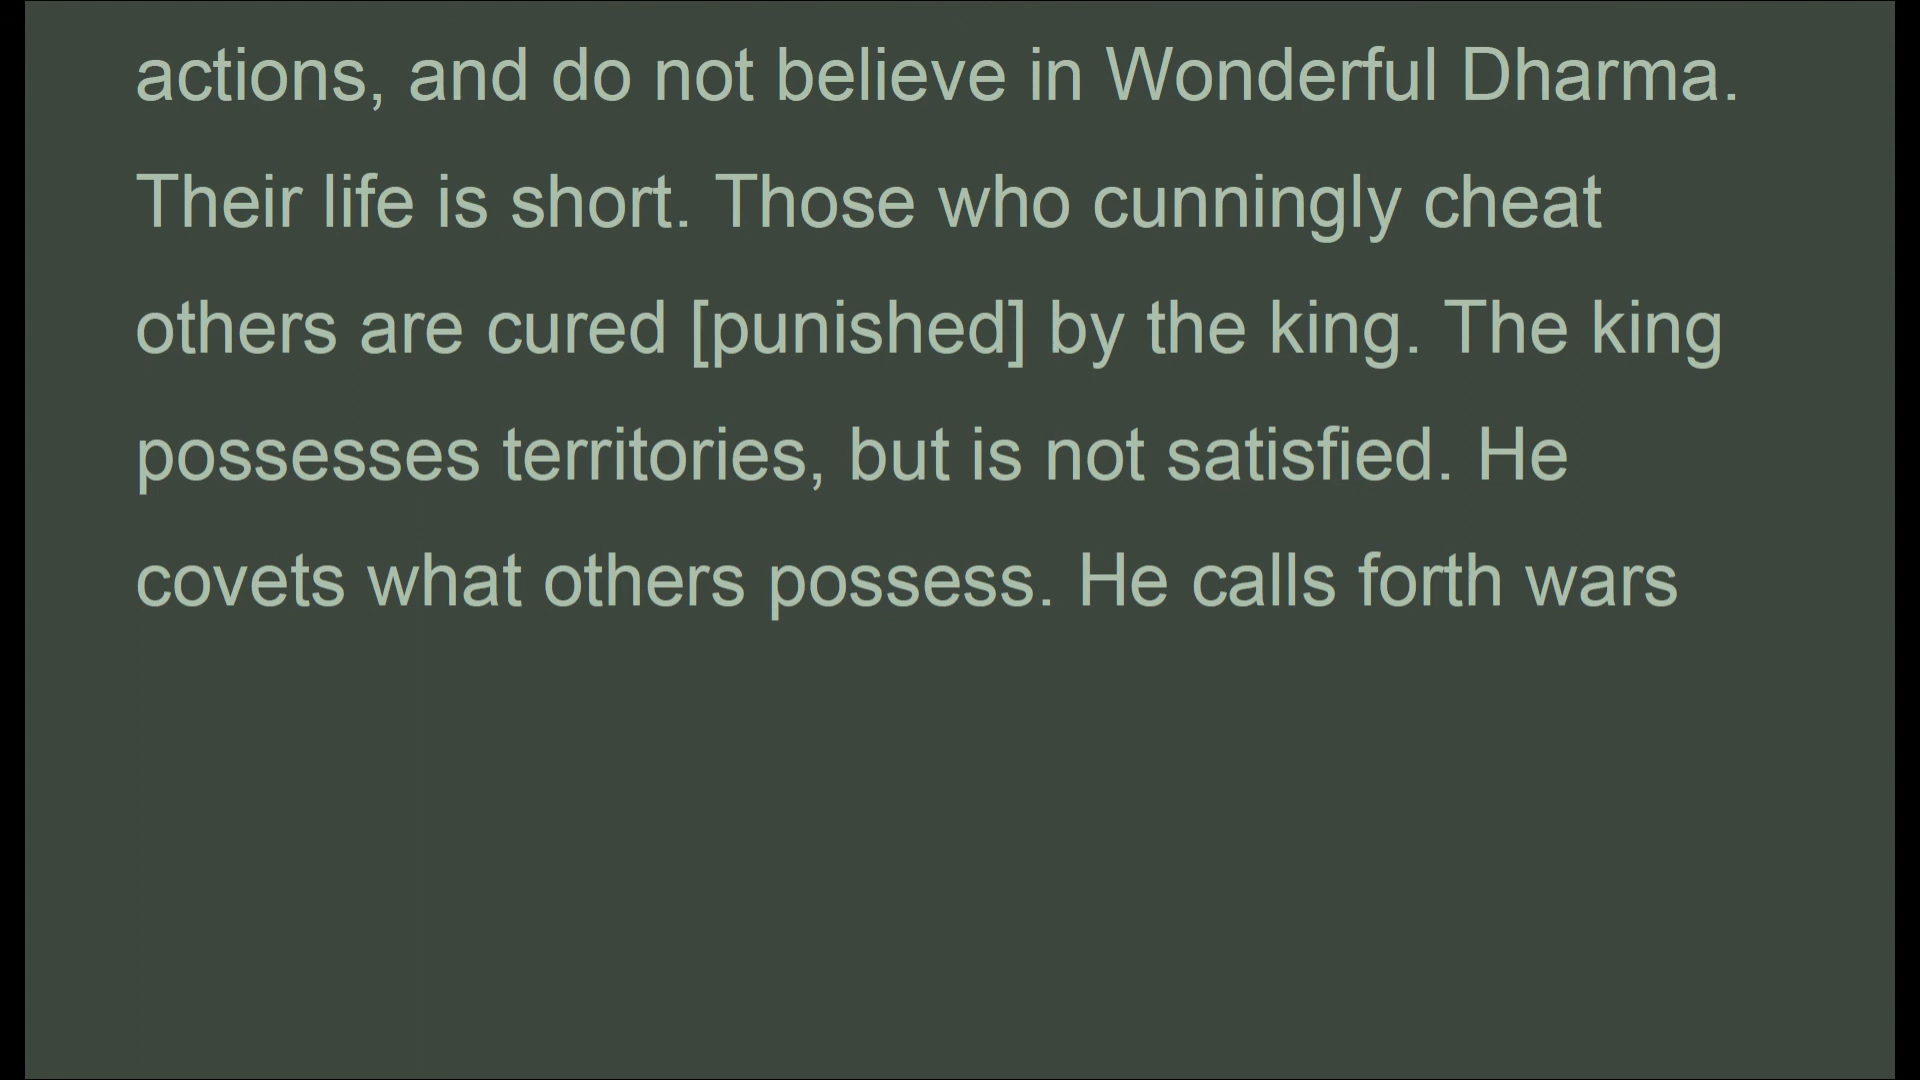 actions, and do not believe in Wonderful Dharma.
Their life is short. Those who cunningly cheat
others are cured [punished] by the king. The king
possesses territories, but is not satisfied. He
covets what others possess. He calls forth wars